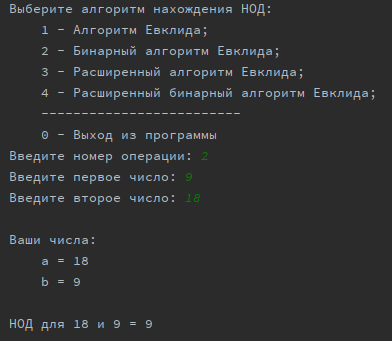 Выберите алгоритм нахождения НОД:
1 - Алгоритм Евклида;
2 - Бинарный алгоритм Евклида;
3 - Расширенный алгоритм Евклида;
4 - Расширенный бинарный алгоритм Евклида;
-------------------------
0 - Выход из программы
Введите номер операции: 2
Введите первое число: 9
Введите второе число: 18
Ваши числа:
a = 18
b = 9
НОД для 18 и 9 = 9